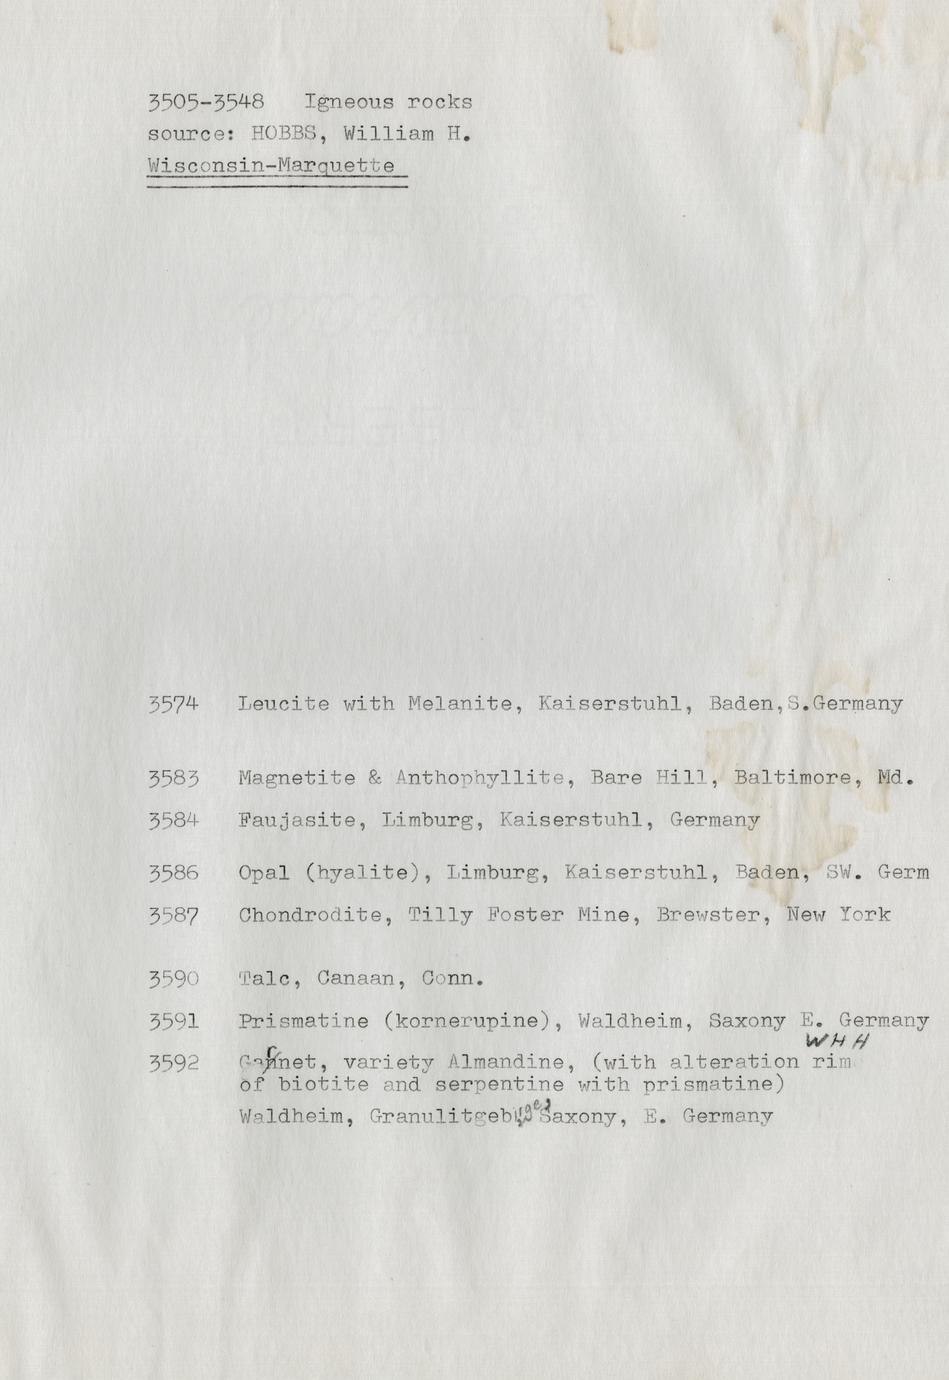 3505-3548 Igneous rocks
source: HOBBS, William H.
Wisconsin-Marquette
3574 Leucite with Melanite, Kaiserstuhl, Baden,S.Germany
3583 Magnetite & Anthophyllite, Bare Hill, Baltimore, Md.
3584 Faujasite, Limburg, Kaiserstuhl, Germany
3586 Opal (hyalite), Limburg, Kaiserstuhl, Baden, SW. Germ
3587 Chondrodite, Tilly Foster Mine, Brewster, New York
3590 Talc, Canaan, Conn.
3591 Prismatine (kornerupine), Waldheim, Saxony E. Germany
WHH
3592 Garnet, variety Almandine, (with alteration rim
of biotite and serpentine with prismatine)
Waldheim, Saxony, E. Germany